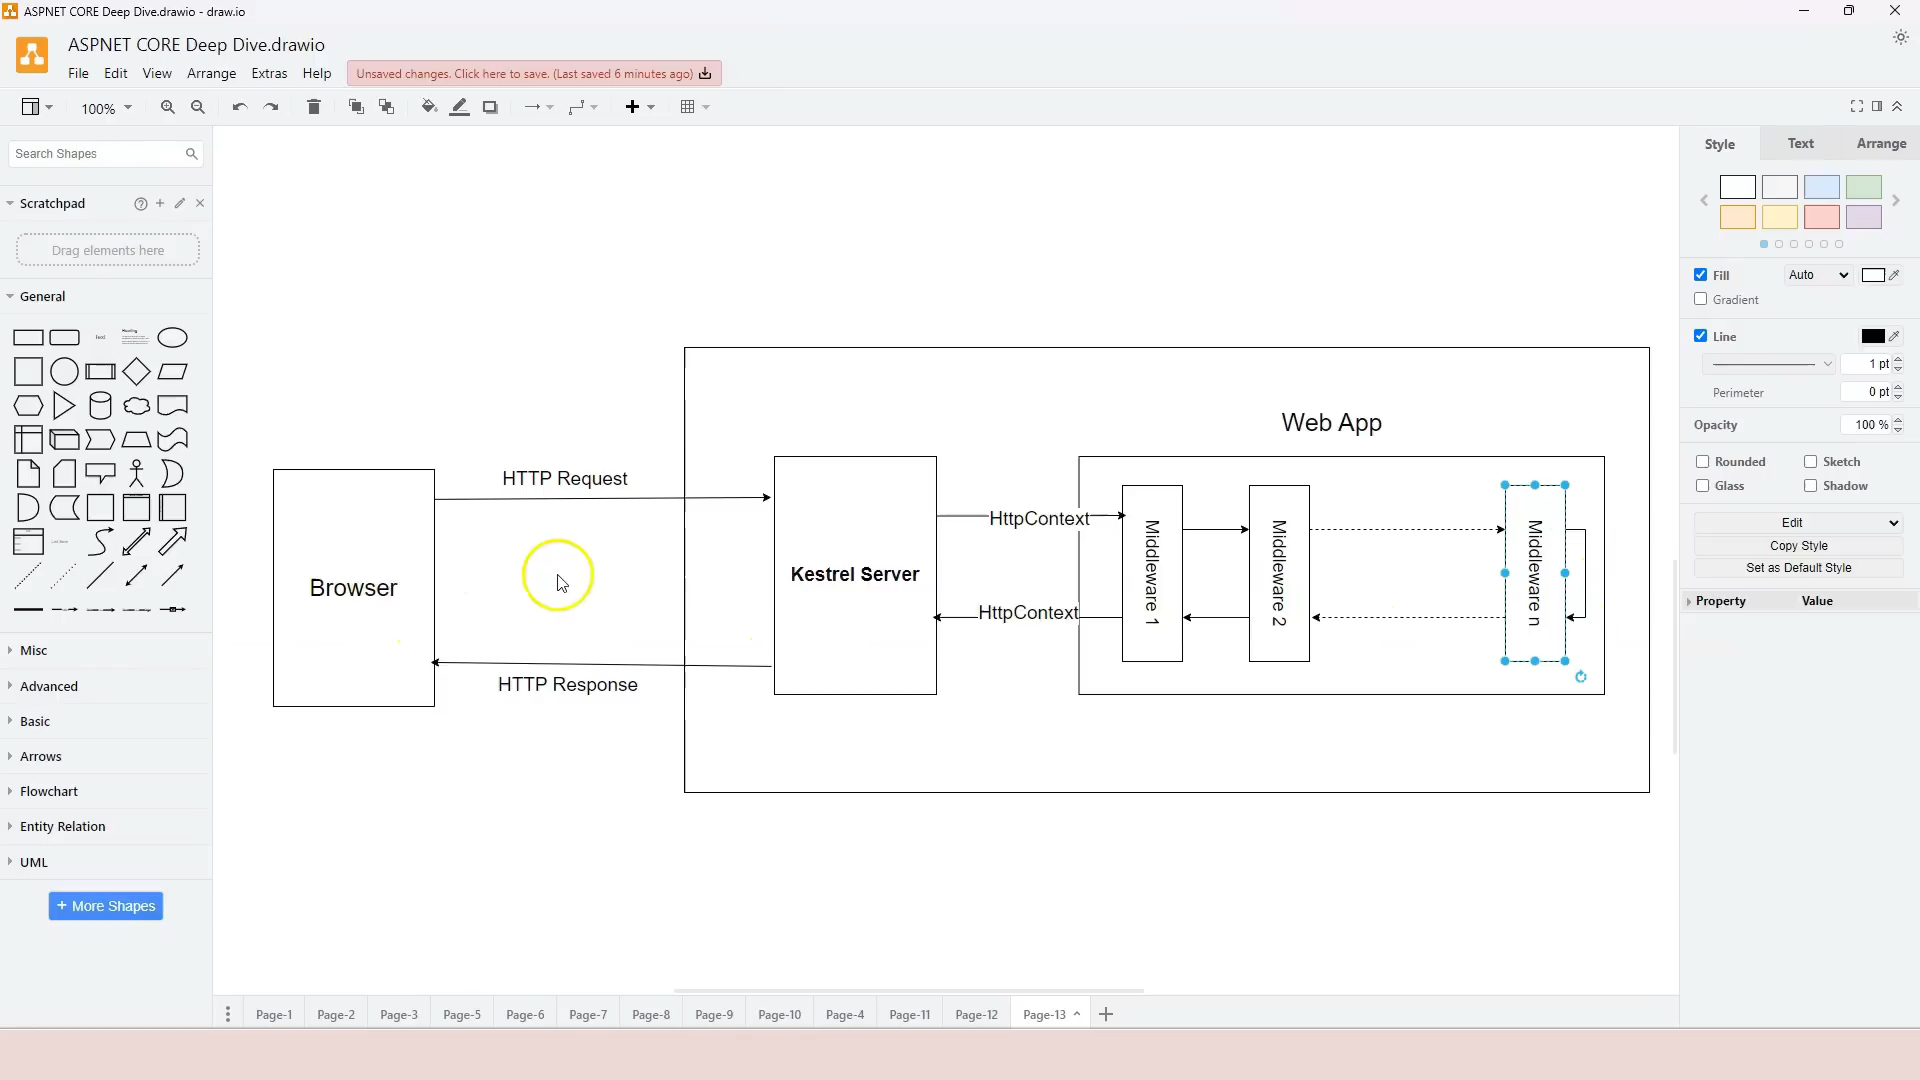 ASPNET CORE Deep Dive.drawio - draw.io
ASPNET CORE Deep Dive.drawio
File Edit View Arrange Extras Help
Unsaved changes. Click here to save. (Last saved 6 minutes ago)
100%
Search Shapes
Scratchpad
Drag elements here
General
Text
Heading
Misc
Advanced
Basic
Arrows
Flowchart
Entity Relation
UML
+ More Shapes
Browser
HTTP Request
HTTP Response
Kestrel Server
HttpContext
HttpContext
Web App
Middleware 1
Middleware 2
Middleware n
Page-1 Page-2 Page-3 Page-5 Page-6 Page-7 Page-8 Page-9 Page-10 Page-4 Page-11 Page-12 Page-13
Style Text Arrange
Fill Auto
Gradient
Line
1 pt
Perimeter 0 pt
Opacity 100 %
Rounded Sketch
Glass Shadow
Edit
Copy Style
Set as Default Style
Property Value